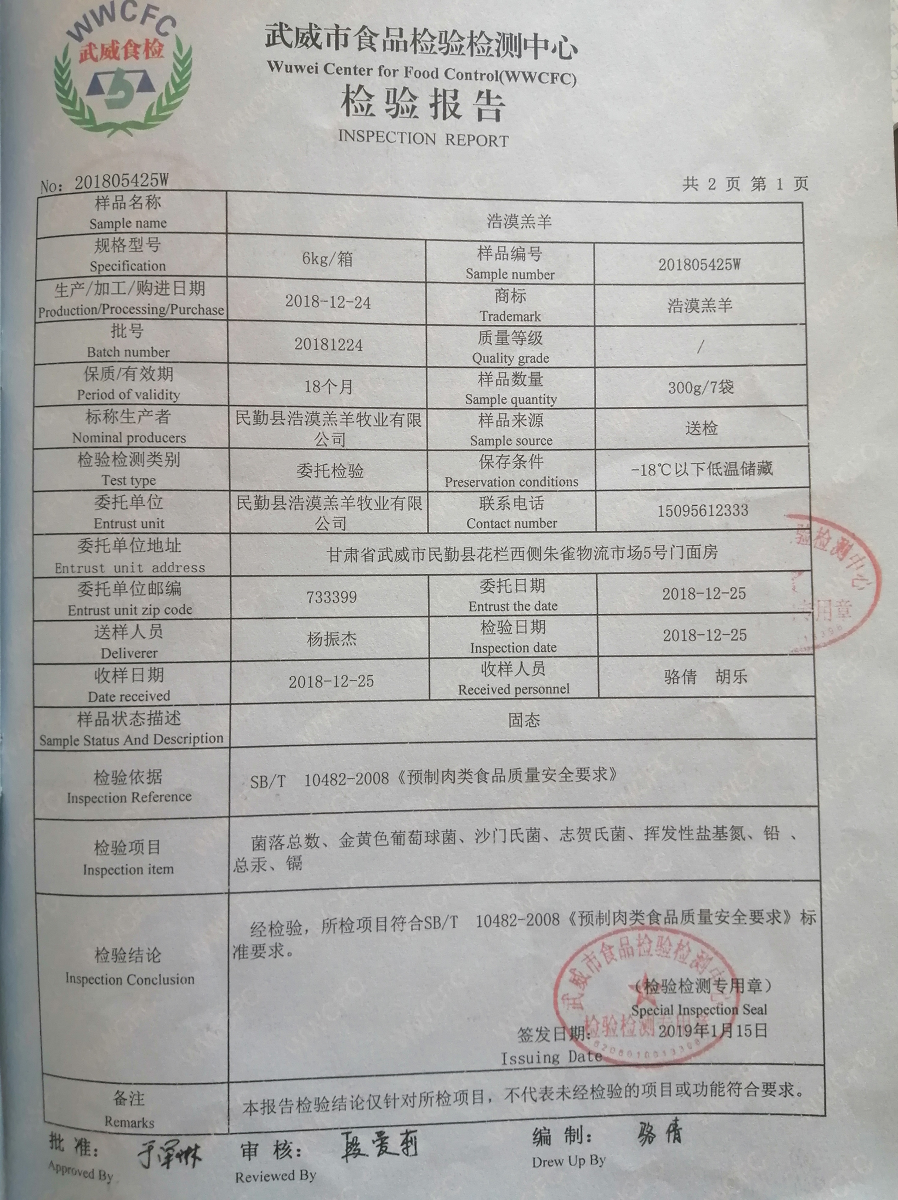 WWCFC
武威食检
武威市食品检验检测中心
Wuwei Center for Food Control(WWCFC)
检验报告
INSPECTION REPORT
No: 201805425W
共 2 页 第 1 页
样品名称
Sample name
浩漠羔羊
规格型号
Specification
6kg/箱
样品编号
Sample number
201805425W
生产/加工/购进日期
Production/Processing/Purchase
2018-12-24
商标
Trademark
浩漠羔羊
批号
Batch number
20181224
质量等级
Quality grade
/
保质/有效期
Period of validity
18个月
样品数量
Sample quantity
300g/7袋
标称生产者
Nominal producers
民勤县浩漠羔羊牧业有限
公司
样品来源
Sample source
送检
检验检测类别
Test type
委托检验
保存条件
Preservation conditions
-18℃以下低温储藏
委托单位
Entrust unit
民勤县浩漠羔羊牧业有限
公司
联系电话
Contact number
15095612333
委托单位地址
Entrust unit address
甘肃省武威市民勤县花栏西侧朱雀物流市场5号门面房
委托单位邮编
Entrust unit zip code
733399
委托日期
Entrust the date
2018-12-25
送样人员
Deliverer
杨振杰
检验日期
Inspection date
2018-12-25
收样日期
Date received
2018-12-25
收样人员
Received personnel
骆倩 胡乐
样品状态描述
Sample Status And Description
固态
检验依据
Inspection Reference
SB/T 10482-2008《预制肉类食品质量安全要求》
检验项目
Inspection item
菌落总数、金黄色葡萄球菌、沙门氏菌、志贺氏菌、挥发性盐基氮、铅 、
总汞、镉
检验结论
Inspection Conclusion
经检验，所检项目符合SB/T 10482-2008《预制肉类食品质量安全要求》标
准要求。
武威市食品检验检测中心
检验检测专用章
（检验检测专用章）
Special Inspection Seal
签发日期:
2019年1月15日
Issuing Date
验检测中心
专用章
备注
Remarks
本报告检验结论仅针对所检项目，不代表未经检验的项目或功能符合要求。
批 准:
Approved By
审 核:
段爱莉
Reviewed By
编 制:
骆倩
Drew Up By